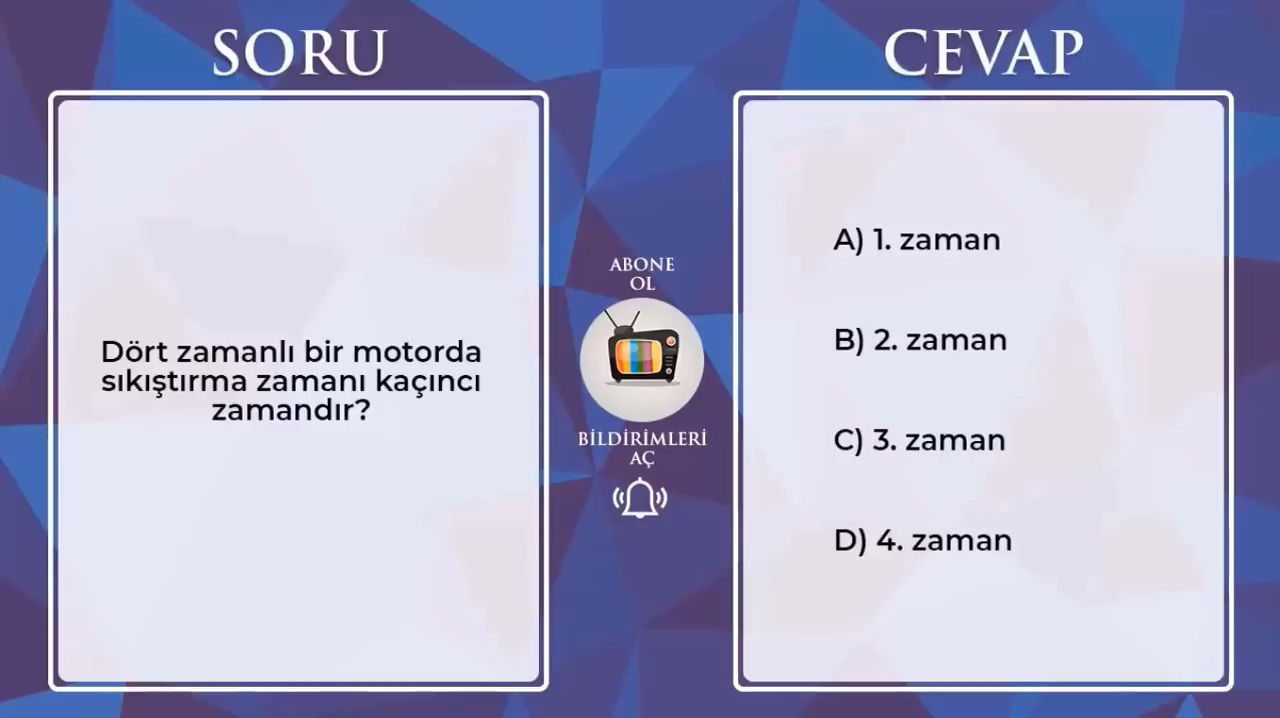 SORU
Dört zamanlı bir motorda
sıkıştırma zamanı kaçıncı
zamandır?
ABONE
OL
BİLDİRİMLERİ
AÇ
CEVAP
A) 1. zaman
B) 2. zaman
C) 3. zaman
D) 4. zaman